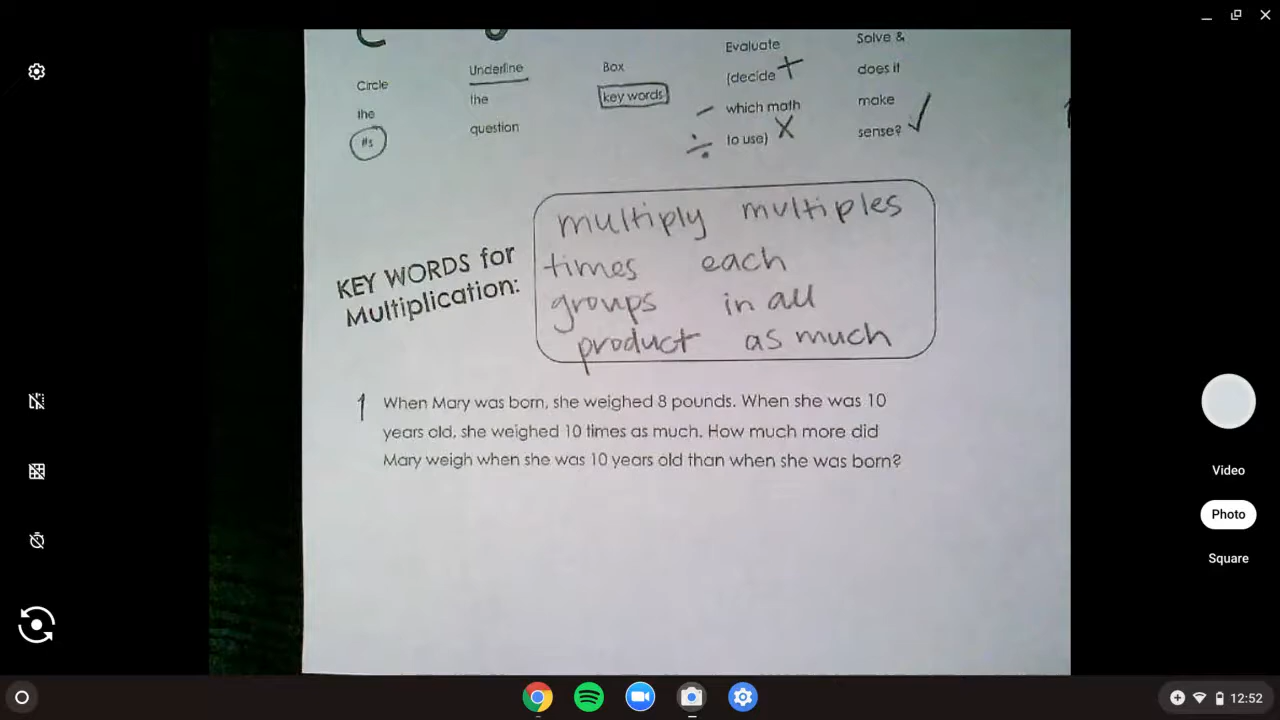 Circle
the
#s
Underline
the
question
Box
key words
Evaluate
(decide +
- which math
÷ to use) X
Solve &
does it
make
sense? ✓
KEY WORDS for
Multiplication:
multiply multiples
times each
groups in all
product as much
1 When Mary was born, she weighed 8 pounds. When she was 10
years old, she weighed 10 times as much. How much more did
Mary weigh when she was 10 years old than when she was born?
Video
Photo
Square
12:52